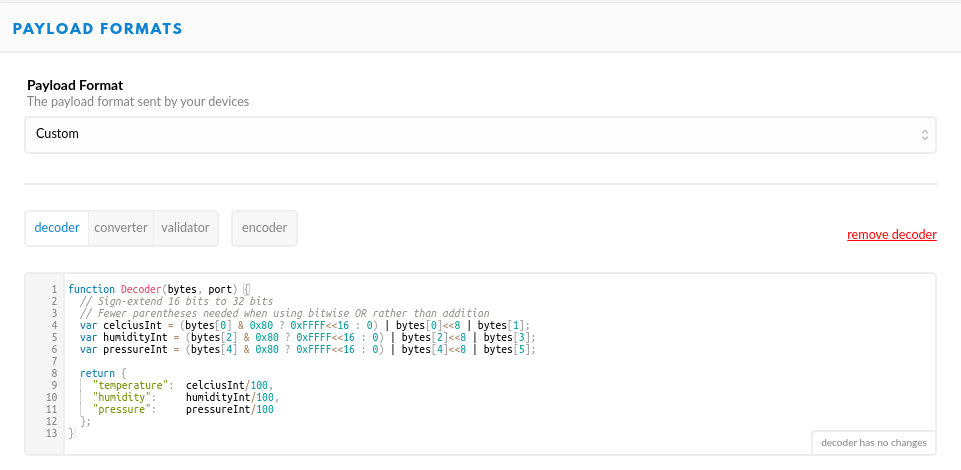 PAYLOAD FORMATS
Payload Format
The payload format sent by your devices
Custom
decoder converter validator encoder
remove decoder
1 function Decoder(bytes, port) {
2   // Sign-extend 16 bits to 32 bits
3   // Fewer parentheses needed when using bitwise OR rather than addition
4   var celciusInt = (bytes[0] & 0x80 ? 0xFFFF<<16 : 0) | bytes[0]<<8 | bytes[1];
5   var humidityInt = (bytes[2] & 0x80 ? 0xFFFF<<16 : 0) | bytes[2]<<8 | bytes[3];
6   var pressureInt = (bytes[4] & 0x80 ? 0xFFFF<<16 : 0) | bytes[4]<<8 | bytes[5];
7
8   return {
9     "temperature":  celciusInt/100,
10     "humidity":     humidityInt/100,
11     "pressure":     pressureInt/100
12   };
13 }
decoder has no changes